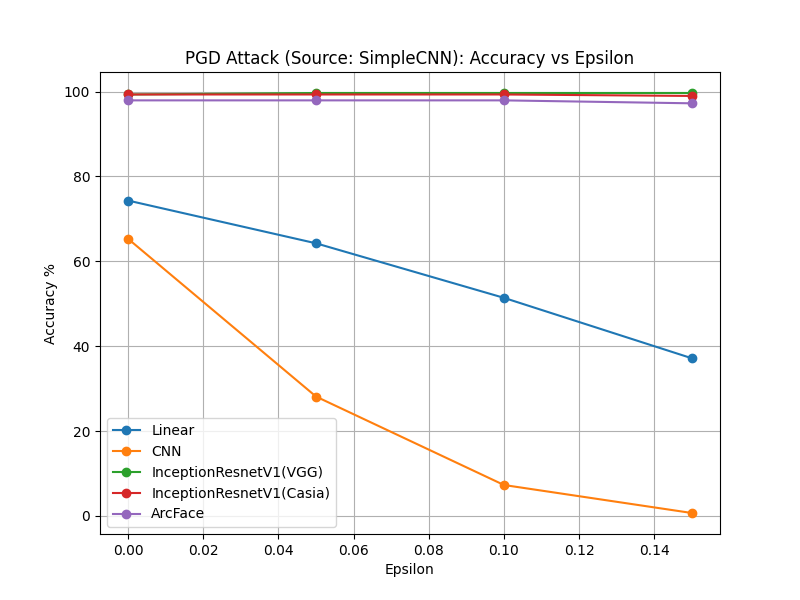 PGD Attack (Source: SimpleCNN): Accuracy vs Epsilon
100
80
60
40
20
0
Accuracy %
Linear
CNN
InceptionResnetV1(VGG)
InceptionResnetV1(Casia)
ArcFace
0.00 0.02 0.04 0.06 0.08 0.10 0.12 0.14
Epsilon